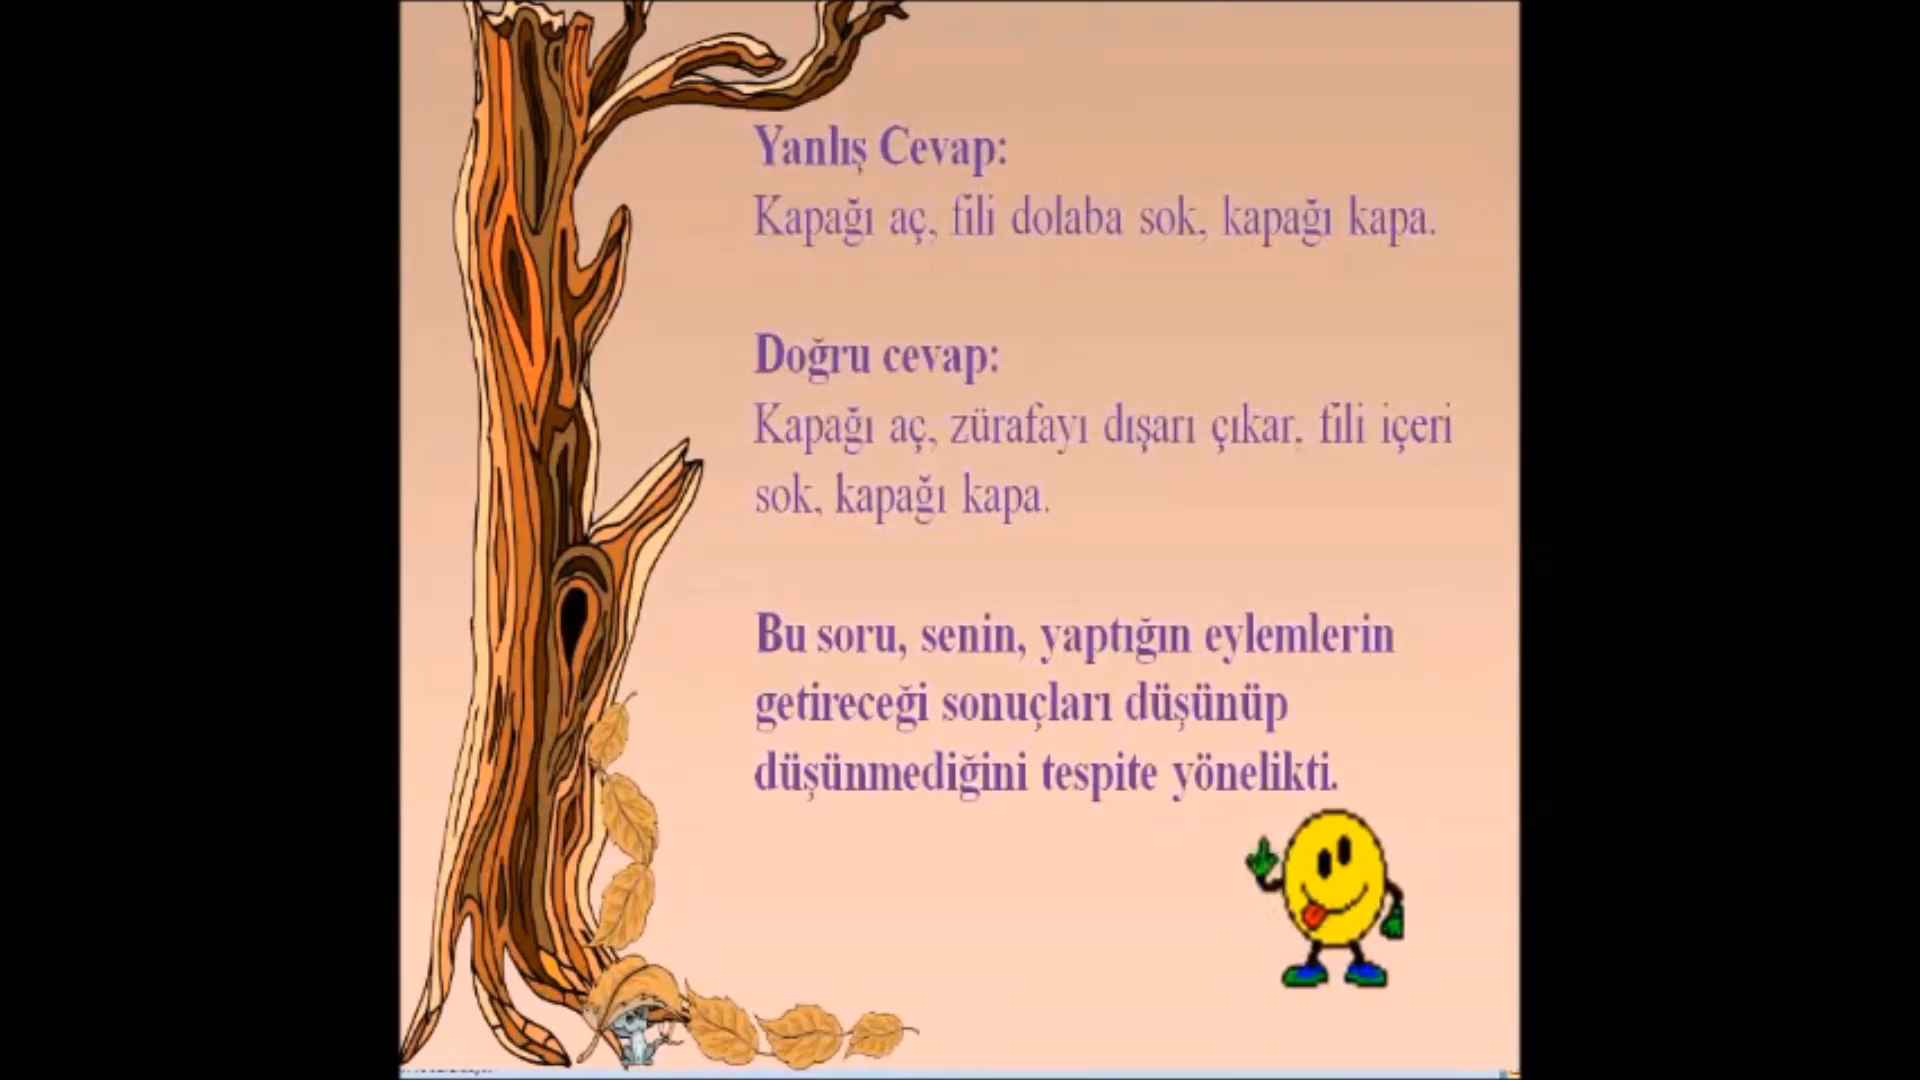 Yanlış Cevap:
Kapağı aç, fili dolaba sok, kapağı kapa.
Doğru cevap:
Kapağı aç, zürafayı dışarı çıkar. fili içeri
sok, kapağı kapa.
Bu soru, senin, yaptığın eylemlerin
getireceği sonuçları düşünüp
düşünmediğini tespite yönelikti.